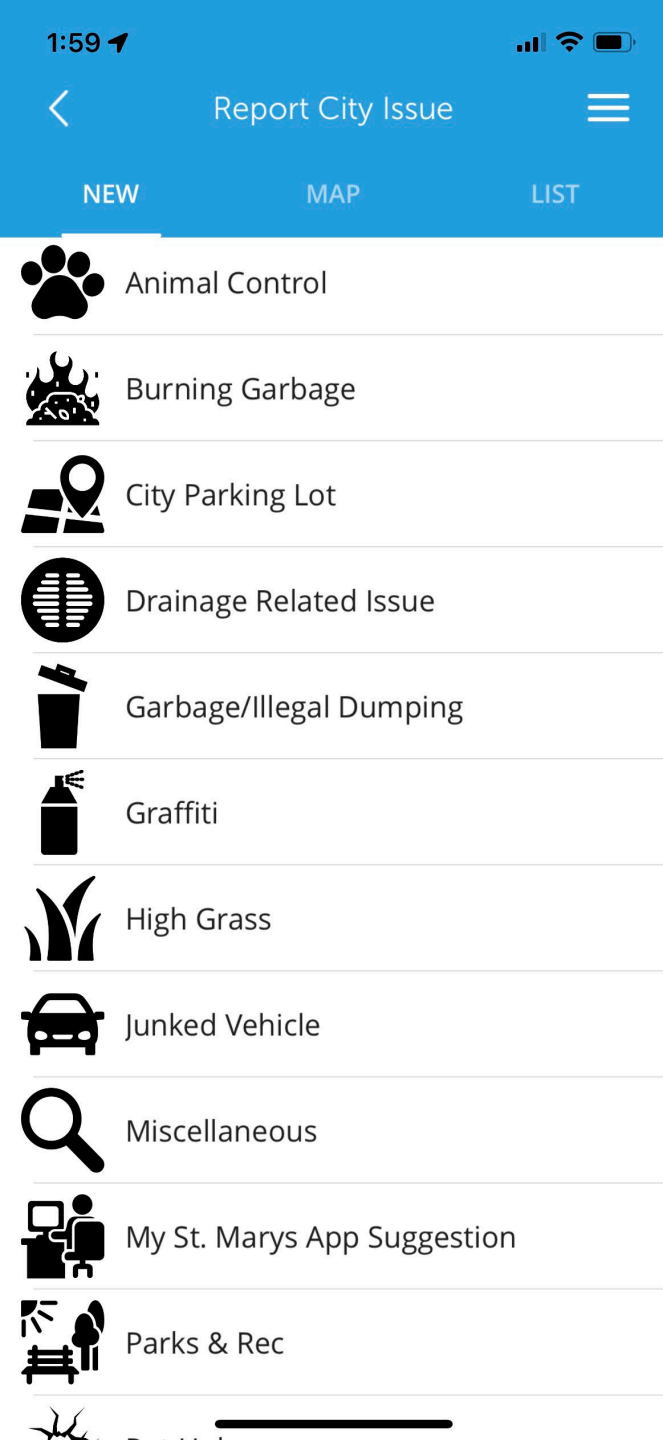 1:59
Report City Issue
NEW MAP LIST
Animal Control
Burning Garbage
City Parking Lot
Drainage Related Issue
Garbage/Illegal Dumping
Graffiti
High Grass
Junked Vehicle
Miscellaneous
My St. Marys App Suggestion
Parks & Rec